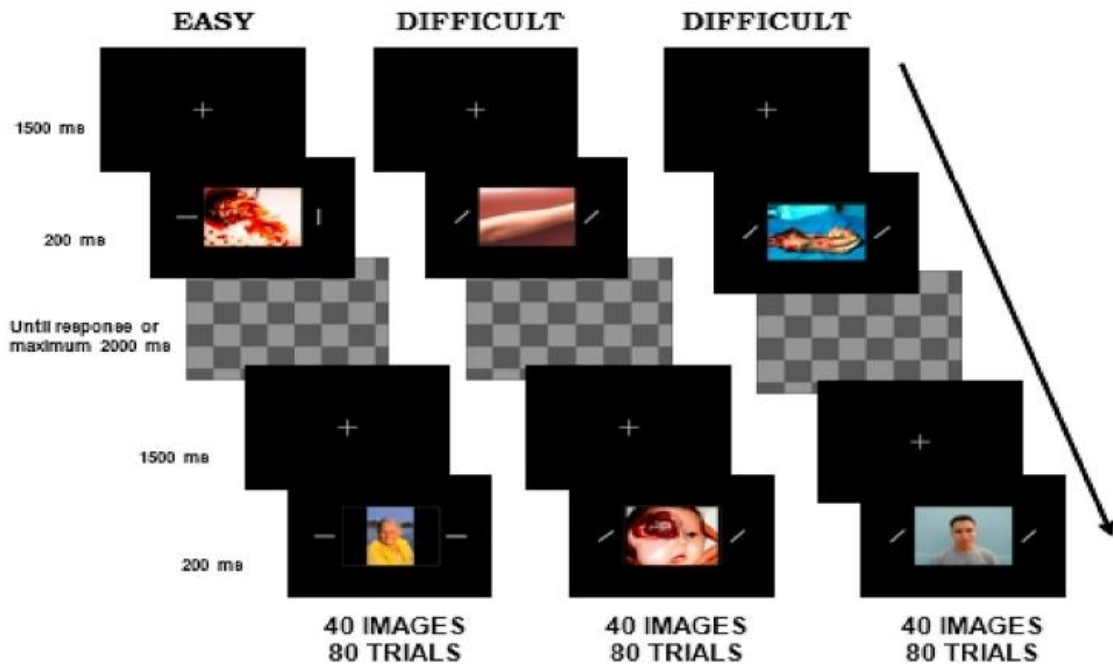 EASY DIFFICULT DIFFICULT
1500 ms
200 ms
Until response or
maximum 2000 ms
1500 ms
200 ms
40 IMAGES 40 IMAGES 40 IMAGES
80 TRIALS 80 TRIALS 80 TRIALS